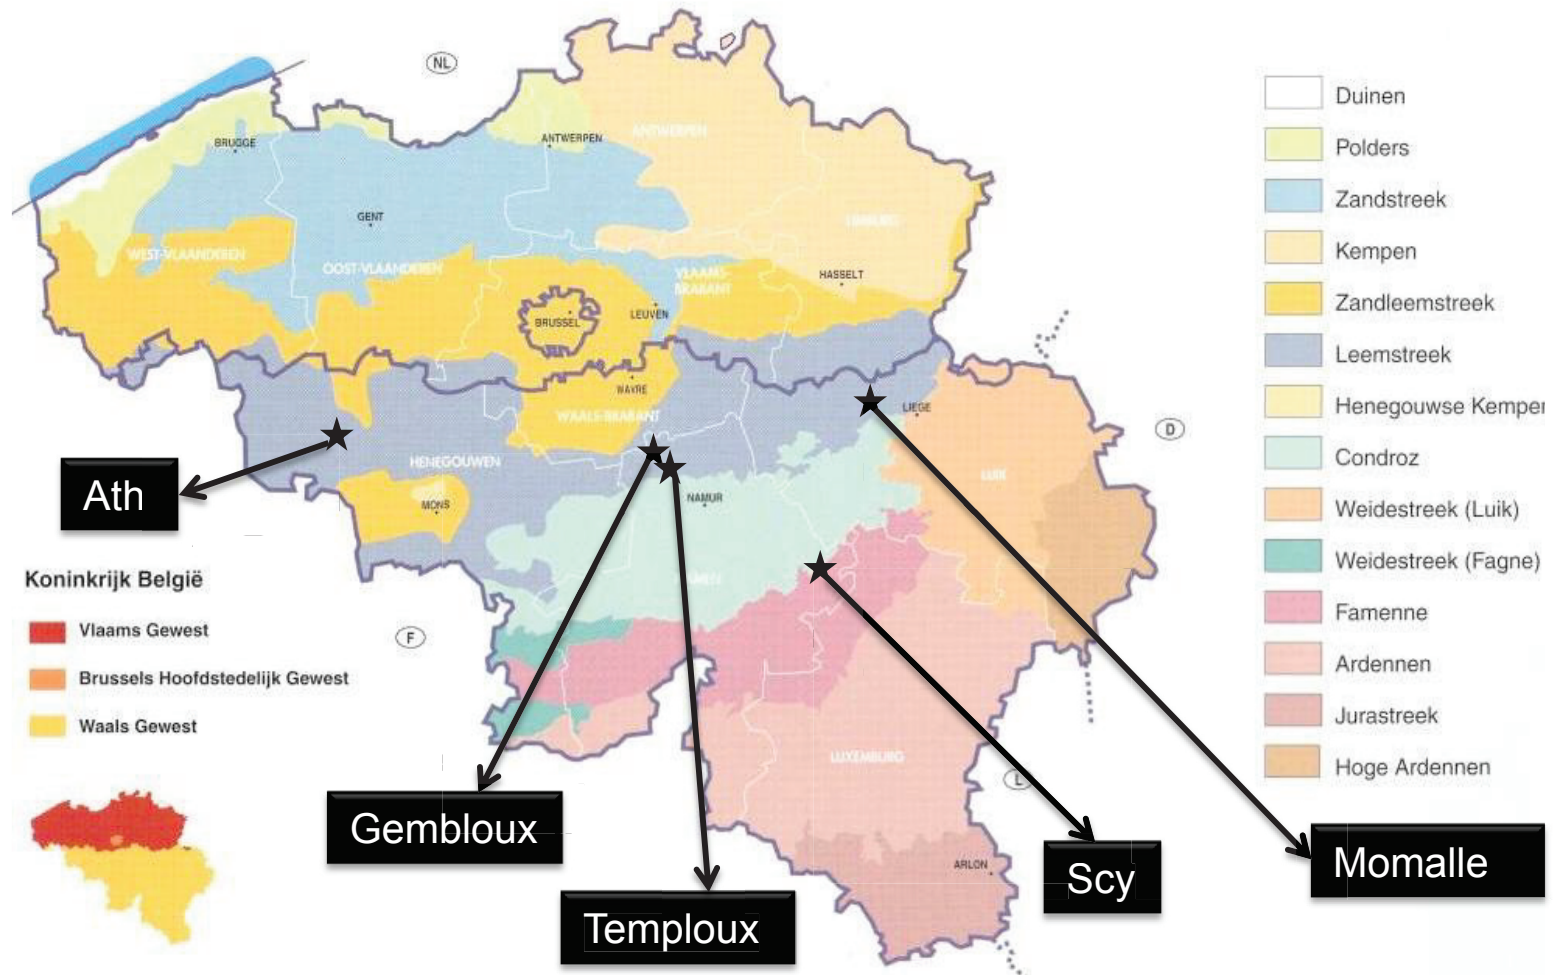 NL
BRUGGE
ANTWERPEN
ANTWERPEN
GENT
LIMBURG
WEST-VLAANDEREN
OOST-VLAANDEREN
VLAAMS-
BRABANT
HASSELT
BRUSSEL
LEUVEN
WAVRE
WAALS-BRABANT
LIEGE
D
HENEGOUWEN
LUIK
MONS
NAMUR
NAMEN
F
LUXEMBURG
L
ARLON
Ath
Gembloux
Temploux
Scy
Momalle
Koninkrijk België
Vlaams Gewest
Brussels Hoofdstedelijk Gewest
Waals Gewest
Duinen
Polders
Zandstreek
Kempen
Zandleemstreek
Leemstreek
Henegouwse Kemper
Condroz
Weidestreek (Luik)
Weidestreek (Fagne)
Famenne
Ardennen
Jurastreek
Hoge Ardennen